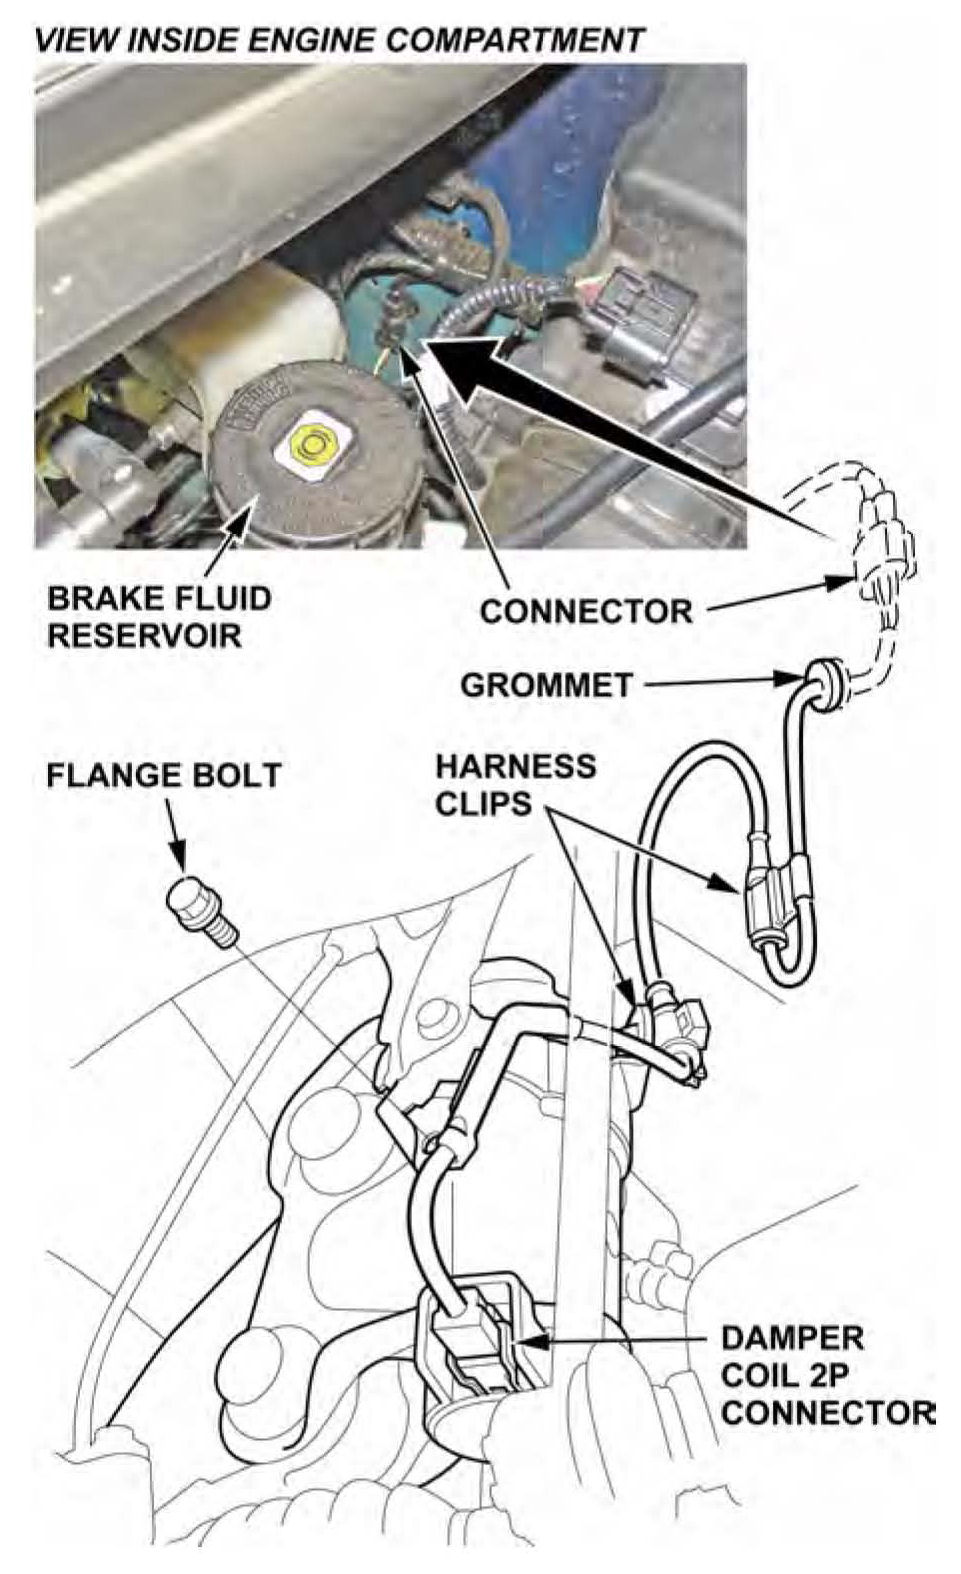 VIEW INSIDE ENGINE COMPARTMENT
BRAKE FLUID
RESERVOIR
CONNECTOR
GROMMET
FLANGE BOLT
HARNESS
CLIPS
DAMPER
COIL 2P
CONNECTOR